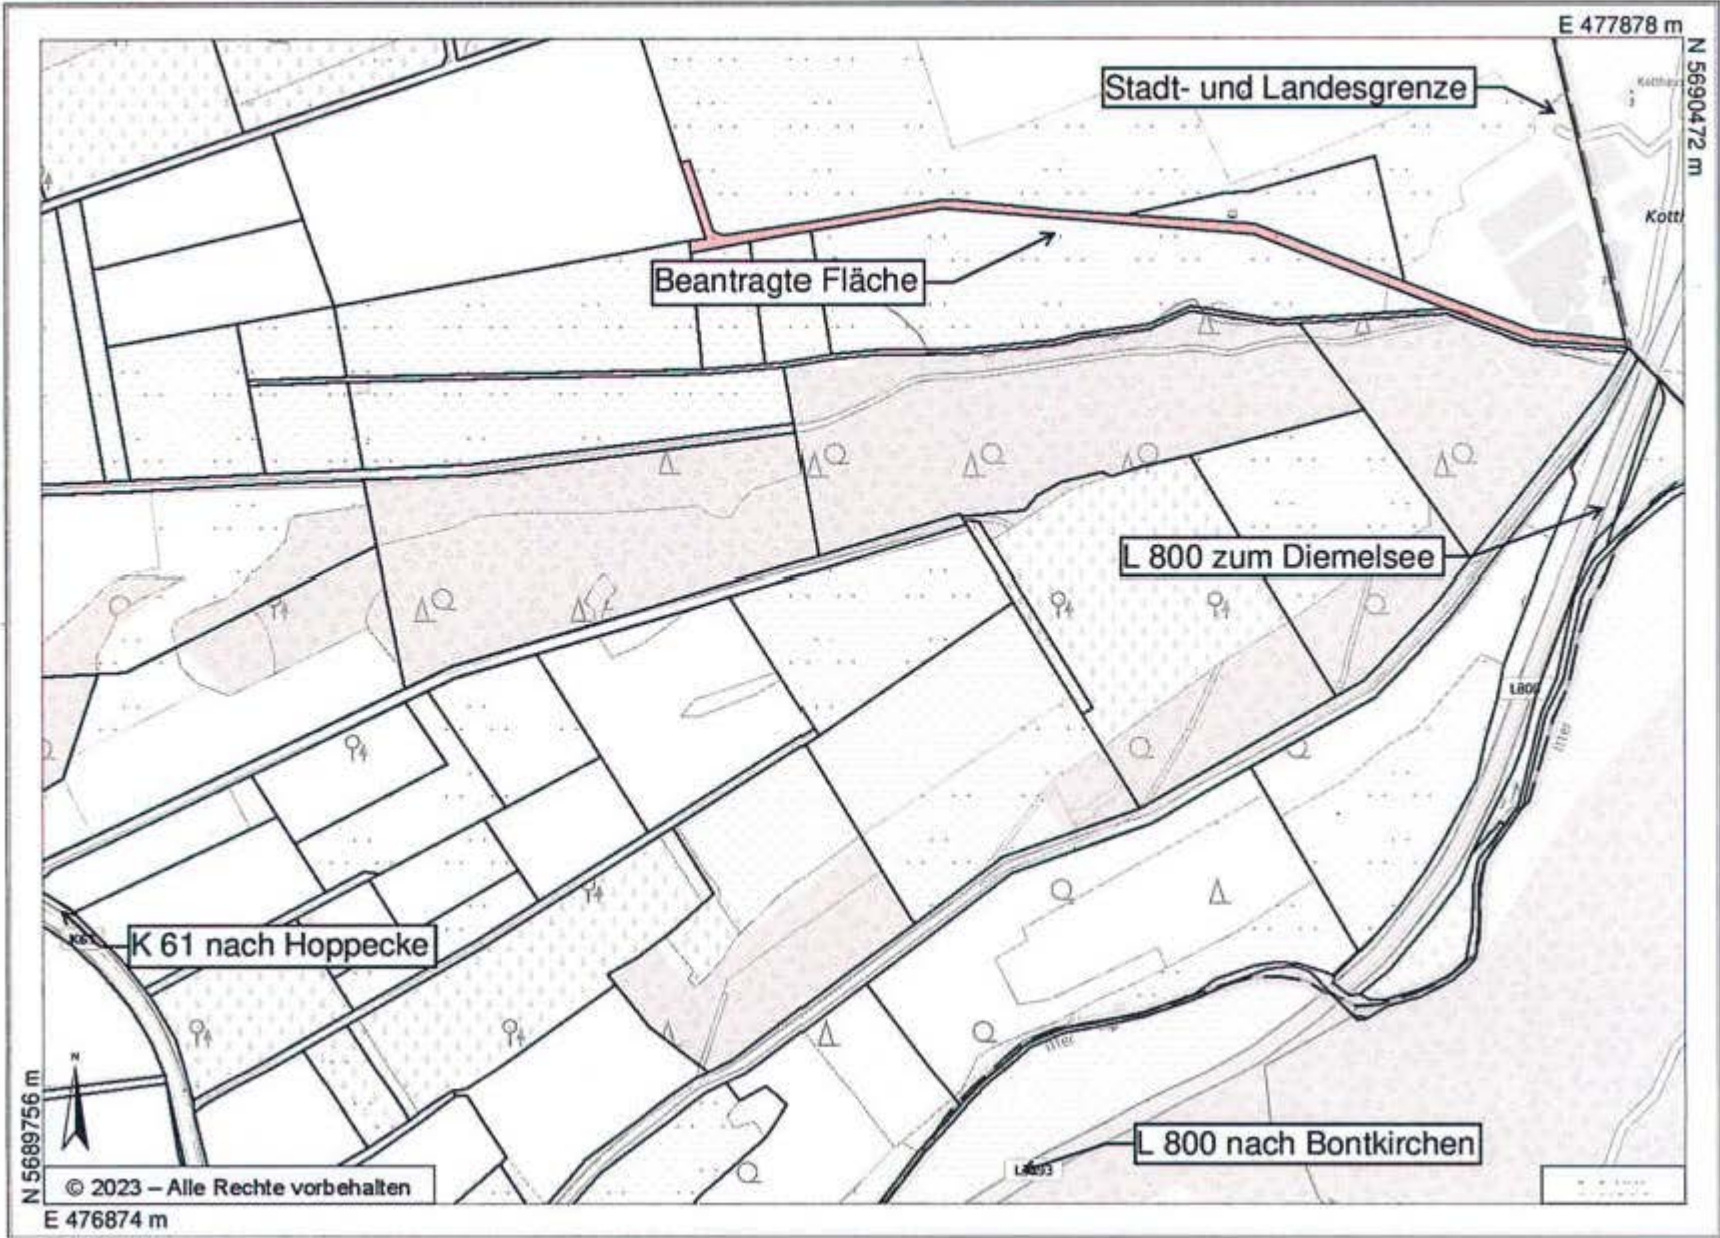 E 477878 m
N 5690472 m
Stadt- und Landesgrenze
Beantragte Fläche
L 800 zum Diemelsee
L800
Itter
K 61 nach Hoppecke
K61
Itter
L 800 nach Bontkirchen
N
N 5689756 m
© 2023 – Alle Rechte vorbehalten
E 476874 m